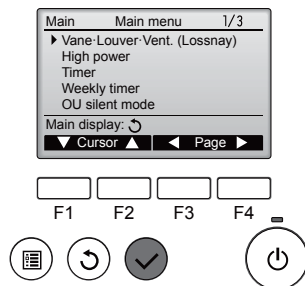 Main Main menu 1/3
Vane·Louver·Vent. (Lossnay)
High power
Timer
Weekly timer
OU silent mode
Main display:
Cursor Page
F1 F2 F3 F4